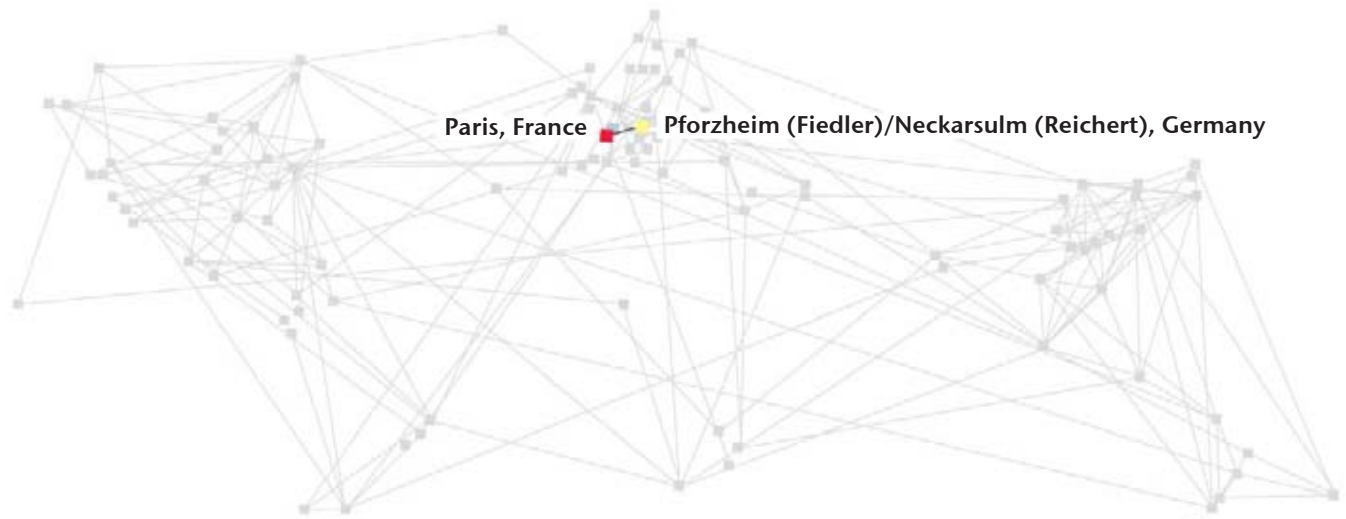 Paris, France
Pforzheim (Fiedler)/Neckarsulm (Reichert), Germany